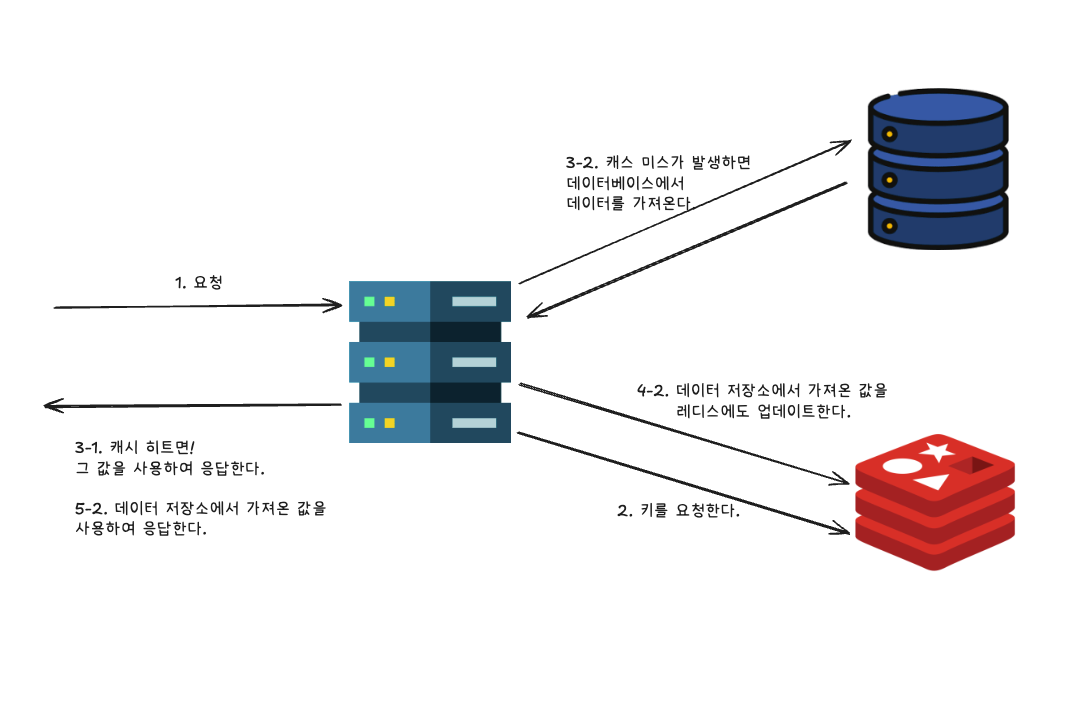 1. 요청
3-2. 캐스 미스가 발생하면
데이터베이스에서
데이터를 가져온다.
4-2. 데이터 저장소에서 가져온 값을
레디스에도 업데이트한다.
2. 키를 요청한다.
3-1. 캐시 히트면!
그 값을 사용하여 응답한다.
5-2. 데이터 저장소에서 가져온 값을
사용하여 응답한다.